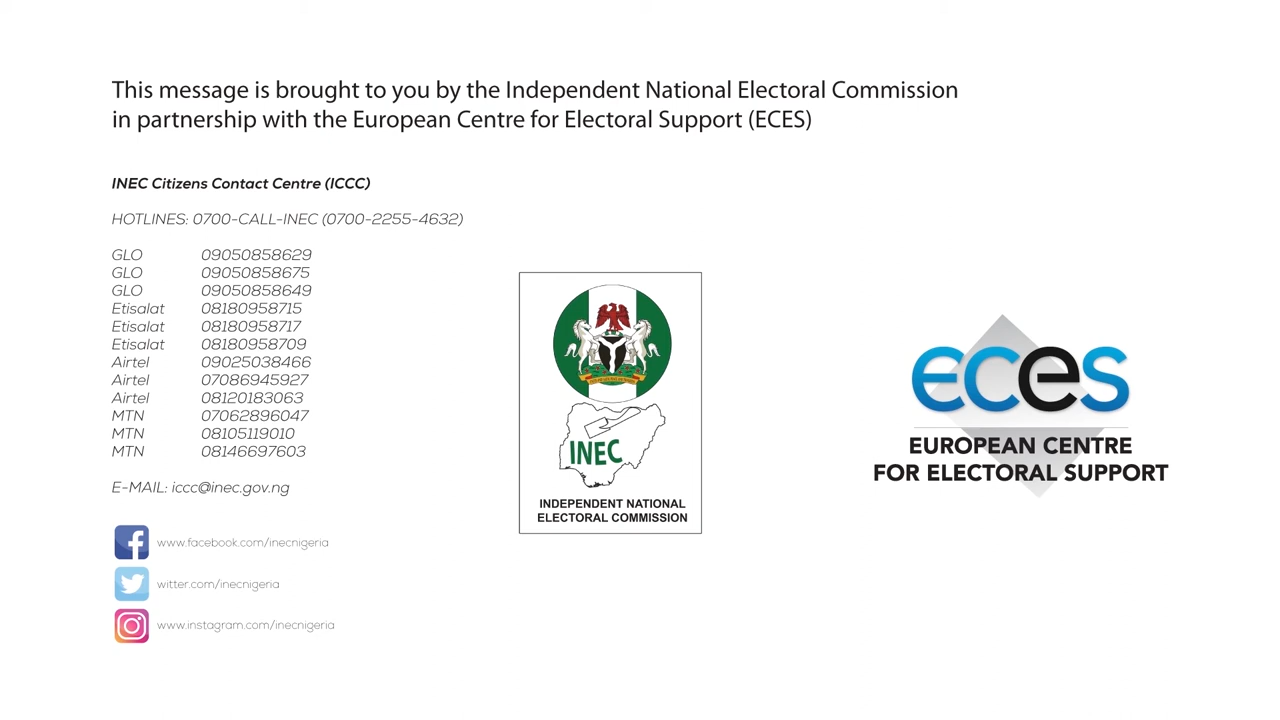 This message is brought to you by the Independent National Electoral Commission
in partnership with the European Centre for Electoral Support (ECES)
INEC Citizens Contact Centre (ICCC)
HOTLINES: 0700-CALL-INEC (0700-2255-4632)
GLO 09050858629
GLO 09050858675
GLO 09050858649
Etisalat 08180958715
Etisalat 08180958717
Etisalat 08180958709
Airtel 09025038466
Airtel 07086945927
Airtel 08120183063
MTN 07062896047
MTN 08105119010
MTN 08146697603
E-MAIL: iccc@inec.gov.ng
www.facebook.com/inecnigeria
witter.com/inecnigeria
www.instagram.com/inecnigeria
INEC
INDEPENDENT NATIONAL
ELECTORAL COMMISSION
eces
EUROPEAN CENTRE
FOR ELECTORAL SUPPORT